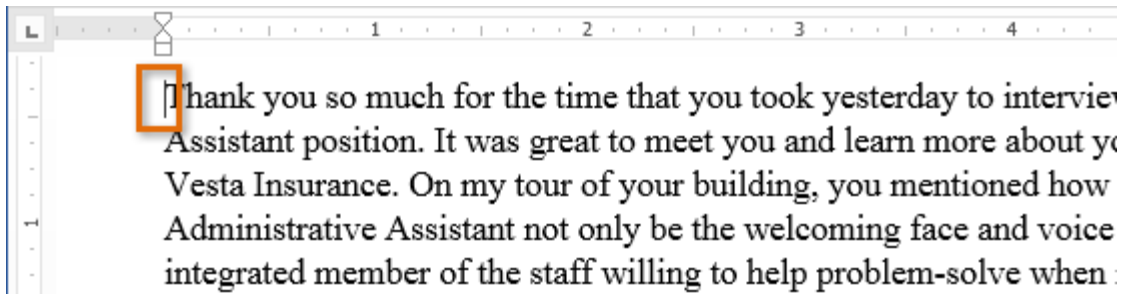 1 2 3 4
Thank you so much for the time that you took yesterday to
Assistant position. It was great to meet you and learn more about
Vesta Insurance. On my tour of your building, you mentioned how
Administrative Assistant not only be the welcoming face and voice
integrated member of the staff willing to help problem-solve when
1